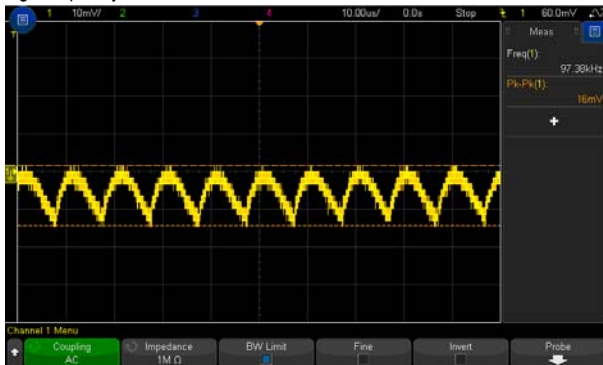 1 10mV/ 2 3 4 10.00us/ 0.0s Stop 1 60.0mV
Meas
Freq(1):
97.38kHz
Pk-Pk(1):
16mV
+
Channel 1 Menu
Coupling
AC
Impedance
1M Ω
BW Limit
Fine
Invert
Probe